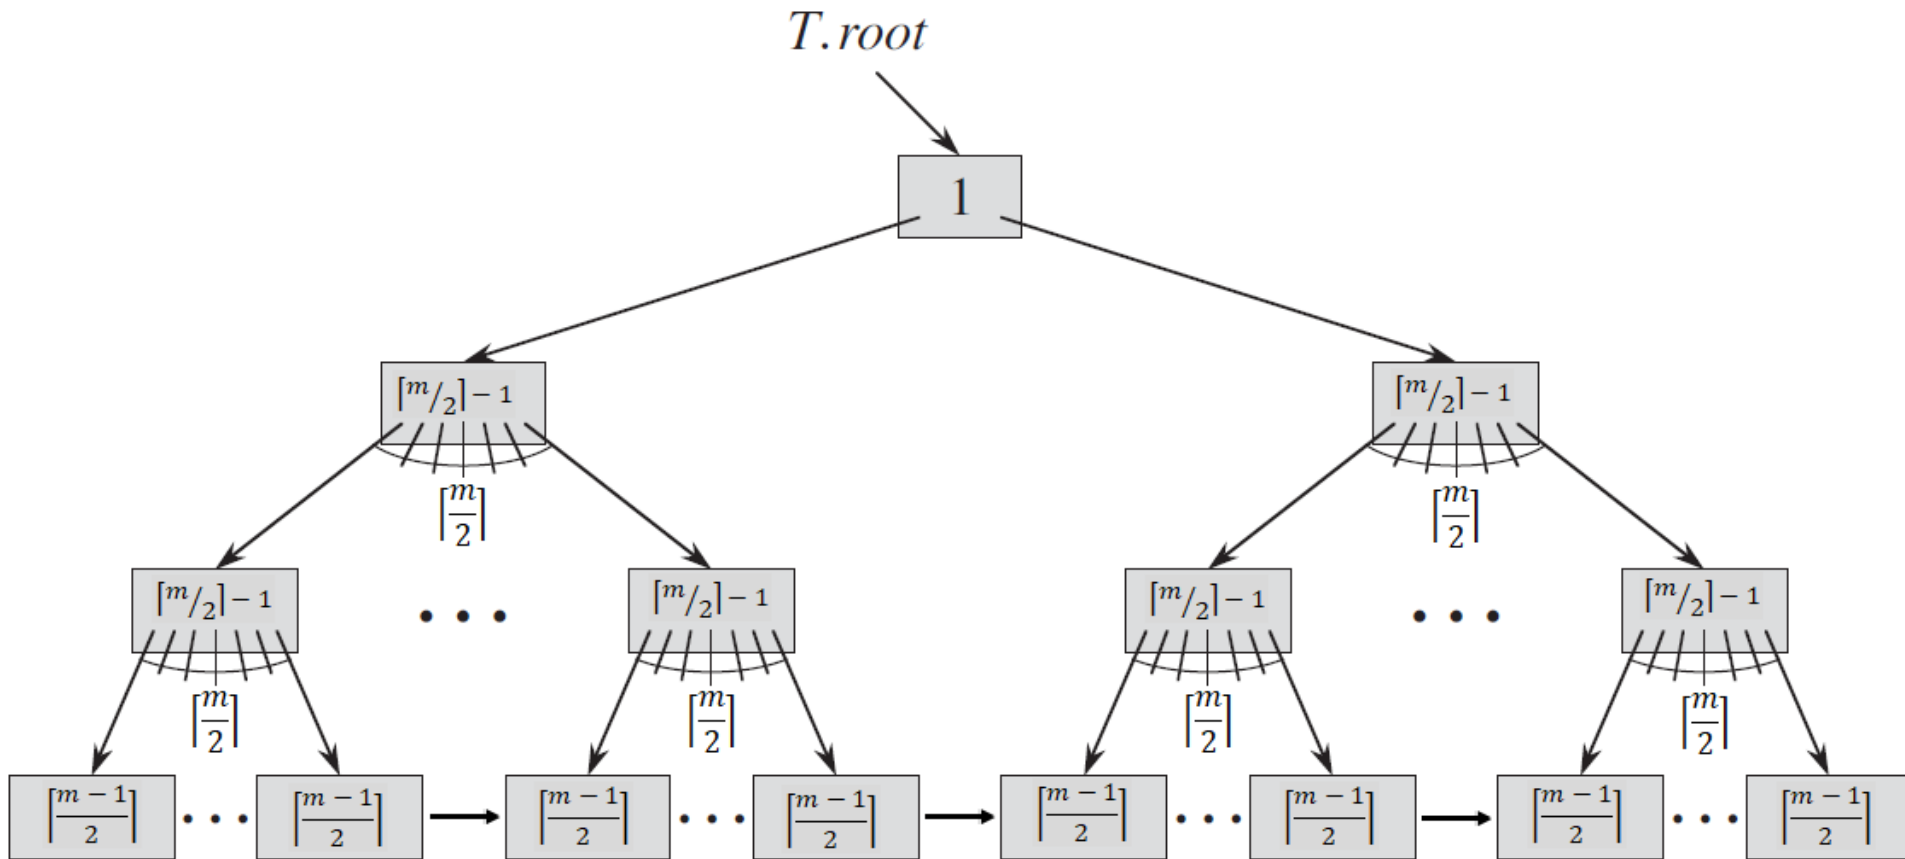 T.root
1
⌈m/2⌉ − 1 ⌈m/2⌉ − 1
⌈m/2⌉ ⌈m/2⌉
⌈m/2⌉ − 1 • • • ⌈m/2⌉ − 1 ⌈m/2⌉ − 1 • • • ⌈m/2⌉ − 1
⌈m/2⌉ ⌈m/2⌉ ⌈m/2⌉ ⌈m/2⌉
⌈(m − 1)/2⌉ • • • ⌈(m − 1)/2⌉ ⌈(m − 1)/2⌉ • • • ⌈(m − 1)/2⌉ ⌈(m − 1)/2⌉ • • • ⌈(m − 1)/2⌉ ⌈(m − 1)/2⌉ • • • ⌈(m − 1)/2⌉